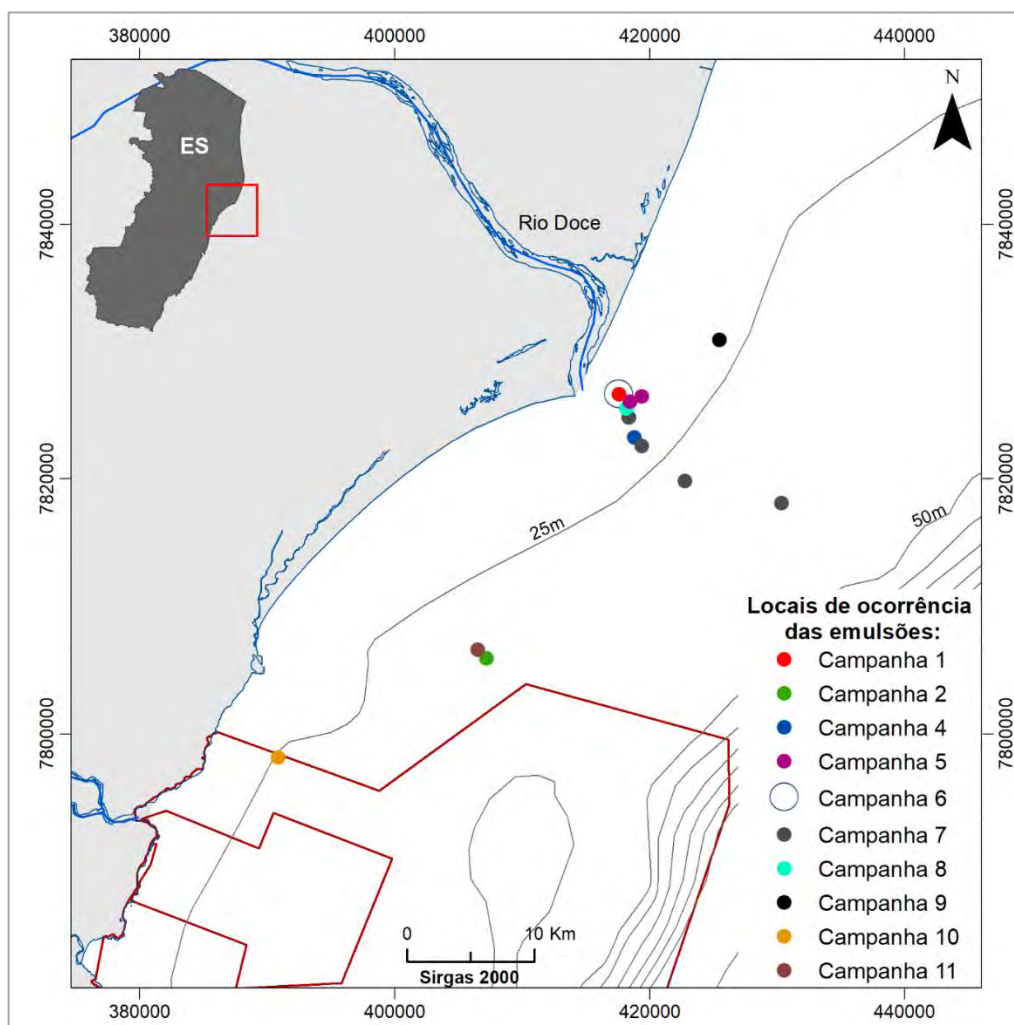 380000 400000 420000 440000
N
ES
7840000 7840000
Rio Doce
7820000 7820000
25m
50m
7800000 7800000
Locais de ocorrência
das emulsões:
Campanha 1
Campanha 2
Campanha 4
Campanha 5
Campanha 6
Campanha 7
Campanha 8
Campanha 9
Campanha 10
Campanha 11
0 10 Km
Sirgas 2000
380000 400000 420000 440000